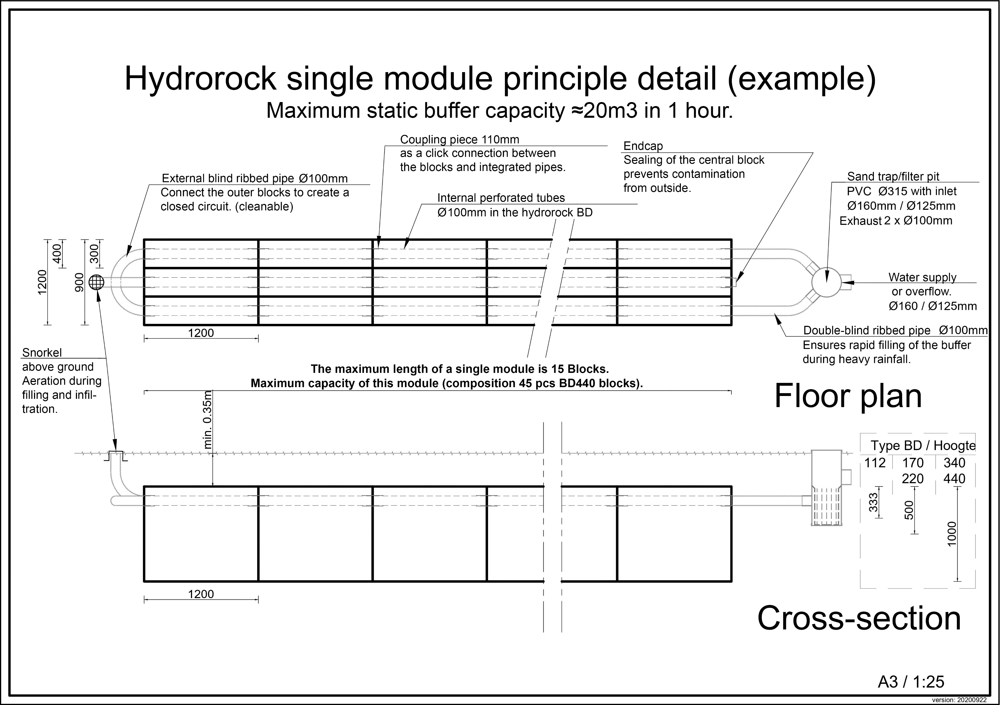 Hydrorock single module principle detail (example)
Maximum static buffer capacity ≈20m3 in 1 hour.
Coupling piece 110mm
as a click connection between
the blocks and integrated pipes.
Endcap
Sealing of the central block
prevents contamination
from outside.
External blind ribbed pipe Ø100mm
Connect the outer blocks to create a
closed circuit. (cleanable)
Internal perforated tubes
Ø100mm in the hydrorock BD
Sand trap/filter pit
PVC Ø315 with inlet
Ø160mm / Ø125mm
Exhaust 2 x Ø100mm
1200
400
900
300
Water supply
or overflow.
Ø160 / Ø125mm
1200
Double-blind ribbed pipe Ø100mm
Ensures rapid filling of the buffer
during heavy rainfall.
Snorkel
above ground
Aeration during
filling and infil-
tration.
The maximum length of a single module is 15 Blocks.
Maximum capacity of this module (composition 45 pcs BD440 blocks).
Floor plan
min. 0.35m
Type BD / Hoogte
112 170 340
220 440
333
500
1000
1200
Cross-section
A3 / 1:25
version: 20200922